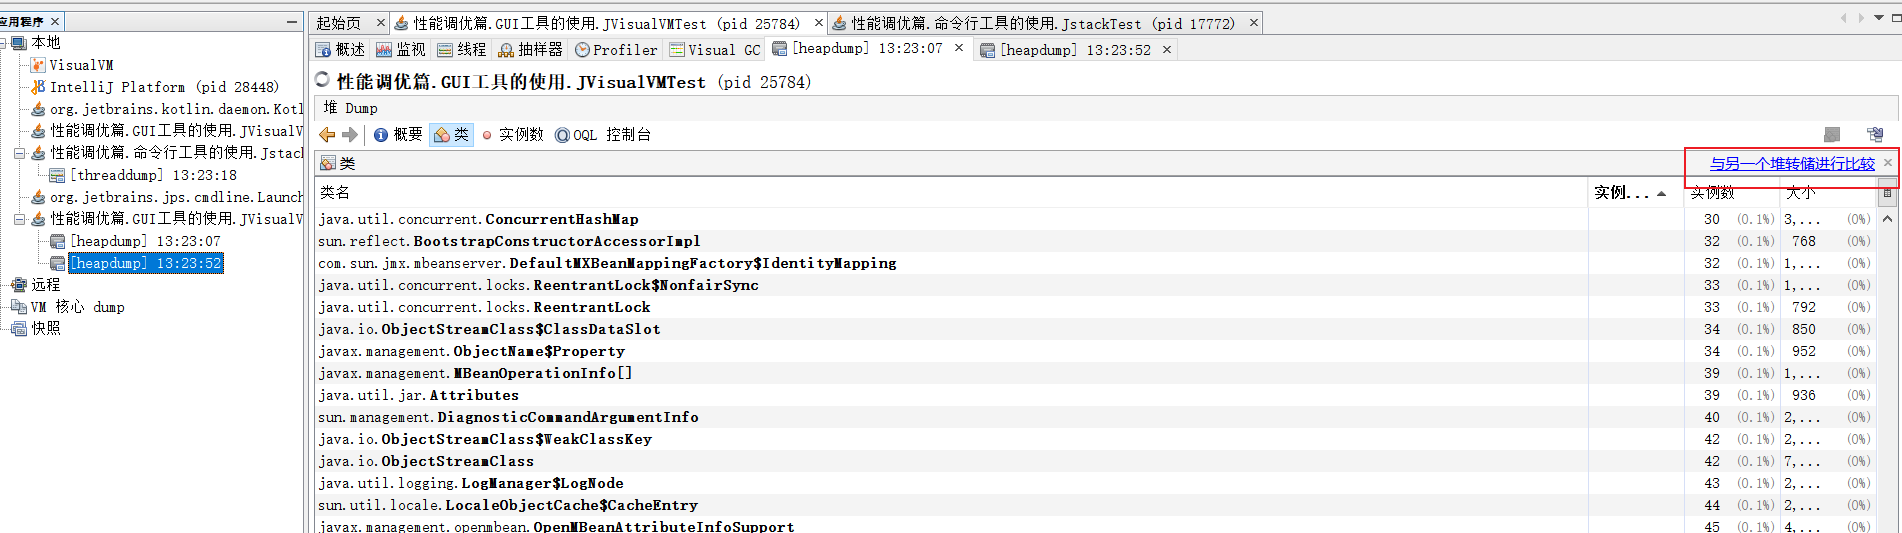 应用程序
本地
VisualVM
IntelliJ Platform (pid 28448)
org.jetbrains.kotlin.daemon.Kotl
性能调优篇.GUI工具的使用.JVisualV
性能调优篇.命令行工具的使用.Jstack
[threaddump] 13:23:18
org.jetbrains.jps.cmdline.Launch
性能调优篇.GUI工具的使用.JVisualV
[heapdump] 13:23:07
[heapdump] 13:23:52
远程
VM 核心 dump
快照
起始页 性能调优篇.GUI工具的使用.JVisualVMTest (pid 25784) 性能调优篇.命令行工具的使用.JstackTest (pid 17772)
概述 监视 线程 抽样器 Profiler Visual GC [heapdump] 13:23:07 [heapdump] 13:23:52
性能调优篇.GUI工具的使用.JVisualVMTest (pid 25784)
堆 Dump
概要 类 实例数 OQL 控制台
类 与另一个堆转储进行比较
类名 实例... 实例数 大小
java.util.concurrent.ConcurrentHashMap 30 (0.1%) 3,... (0%)
sun.reflect.BootstrapConstructorAccessorImpl 32 (0.1%) 768 (0%)
com.sun.jmx.mbeanserver.DefaultMXBeanMappingFactory$IdentityMapping 32 (0.1%) 1,... (0%)
java.util.concurrent.locks.ReentrantLock$NonfairSync 33 (0.1%) 1,... (0%)
java.util.concurrent.locks.ReentrantLock 33 (0.1%) 792 (0%)
java.io.ObjectStreamClass$ClassDataSlot 34 (0.1%) 850 (0%)
javax.management.ObjectName$Property 34 (0.1%) 952 (0%)
javax.management.MBeanOperationInfo[] 39 (0.1%) 1,... (0%)
java.util.jar.Attributes 39 (0.1%) 936 (0%)
sun.management.DiagnosticCommandArgumentInfo 40 (0.1%) 2,... (0%)
java.io.ObjectStreamClass$WeakClassKey 42 (0.1%) 2,... (0%)
java.io.ObjectStreamClass 42 (0.1%) 7,... (0%)
java.util.logging.LogManager$LogNode 43 (0.1%) 2,... (0%)
sun.util.locale.LocaleObjectCache$CacheEntry 44 (0.1%) 2,... (0%)
javax.management.openmbean.OpenMBeanAttributeInfoSupport 45 (0.1%) 4,... (0%)